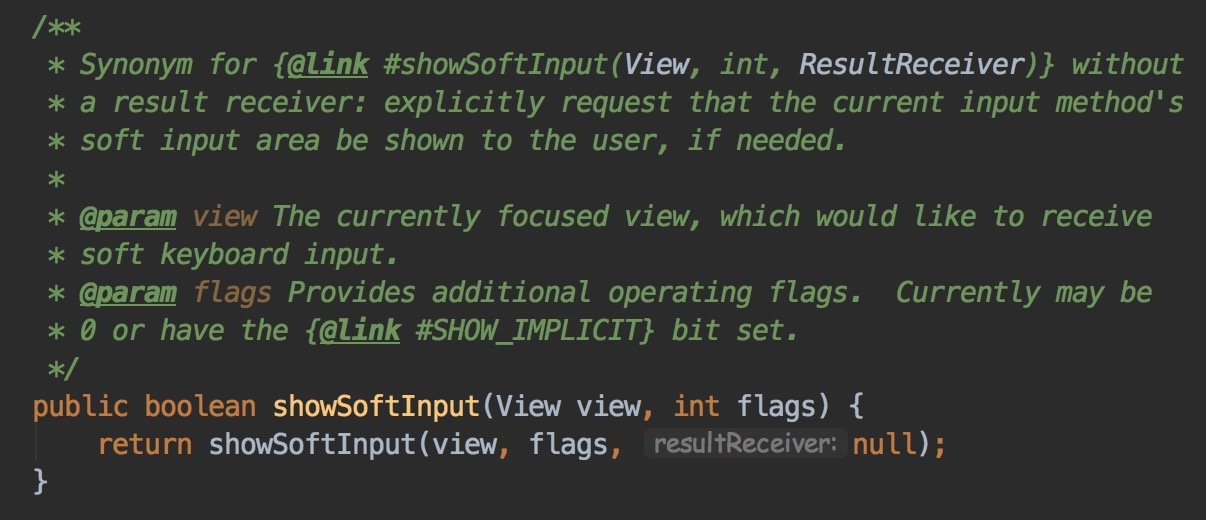 /**
 * Synonym for {@link #showSoftInput(View, int, ResultReceiver)} without
 * a result receiver: explicitly request that the current input method's
 * soft input area be shown to the user, if needed.
 *
 * @param view The currently focused view, which would like to receive
 * soft keyboard input.
 * @param flags Provides additional operating flags.  Currently may be
 * 0 or have the {@link #SHOW_IMPLICIT} bit set.
 */
public boolean showSoftInput(View view, int flags) {
    return showSoftInput(view, flags, resultReceiver: null);
}